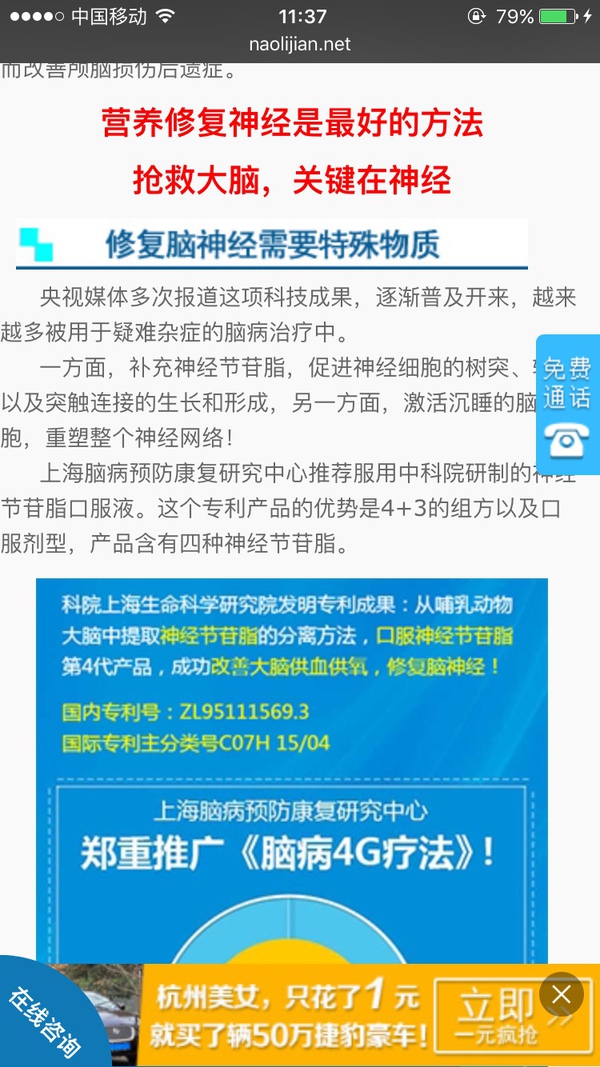 中国移动
11:37
79%
naolijian.net
而改善颅脑损伤后遗症。
营养修复神经是最好的方法
抢救大脑，关键在神经
修复脑神经需要特殊物质
央视媒体多次报道这项科技成果，逐渐普及开来，越来
越多被用于疑难杂症的脑病治疗中。
一方面，补充神经节苷脂，促进神经细胞的树突、
以及突触连接的生长和形成，另一方面，激活沉睡的脑
胞，重塑整个神经网络！
上海脑病预防康复研究中心推荐服用中科院研制的神经
节苷脂口服液。这个专利产品的优势是4+3的组方以及口
服剂型，产品含有四种神经节苷脂。
免费
通话
科院上海生命科学研究院发明专利成果：从哺乳动物
大脑中提取神经节苷脂的分离方法，口服神经节苷脂
第4代产品，成功改善大脑供血供氧，修复脑神经！
国内专利号：ZL95111569.3
国际专利主分类号C07H 15/04
上海脑病预防康复研究中心
郑重推广《脑病4G疗法》！
在线咨询
杭州美女，只花了1元
就买了辆50万捷豹豪车！
立即
一元疯抢